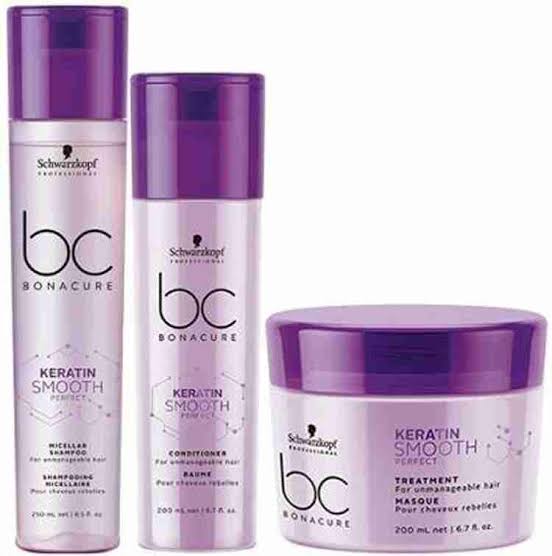 Schwarzkopf
PROFESSIONAL
bc
BONACURE
KERATIN
SMOOTH
PERFECT
MICELLAR
SHAMPOO
For unmanageable hair
SHAMPOOING
MICELLAIRE
Pour cheveux rebelles
250 mL net | 8.5 fl. oz.
Schwarzkopf
PROFESSIONAL
bc
BONACURE
KERATIN
SMOOTH
PERFECT
CONDITIONER
For unmanageable hair
BAUME
Pour cheveux rebelles
200 mL net | 6.7 fl. oz.
Schwarzkopf
PROFESSIONAL
bc
BONACURE
KERATIN
SMOOTH
PERFECT
TREATMENT
For unmanageable hair
MASQUE
Pour cheveux rebelles
200 mL net | 6.7 fl. oz.